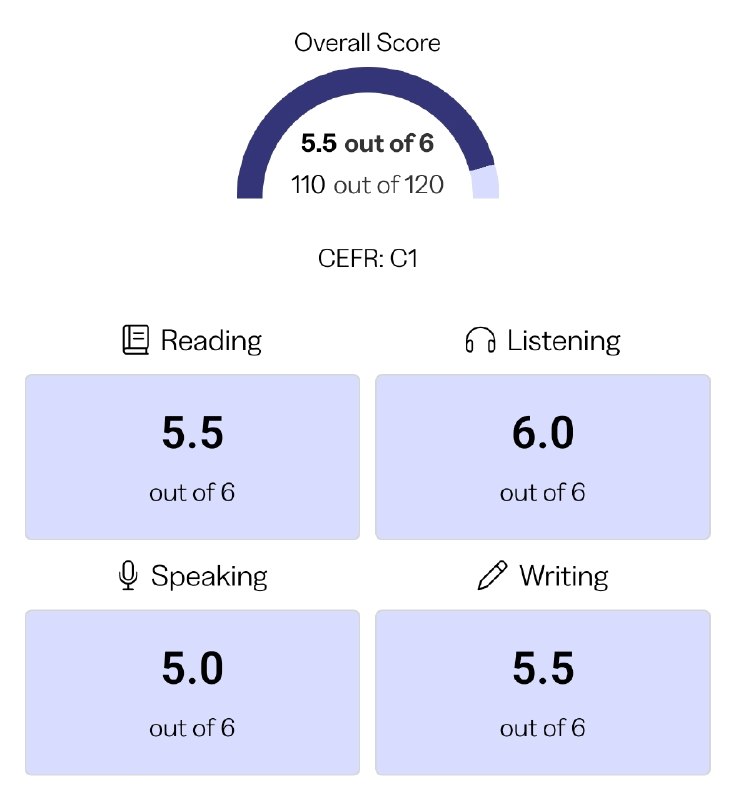 Overall Score
5.5 out of 6
110 out of 120
CEFR: C1
Reading
5.5
out of 6
Listening
6.0
out of 6
Speaking
5.0
out of 6
Writing
5.5
out of 6